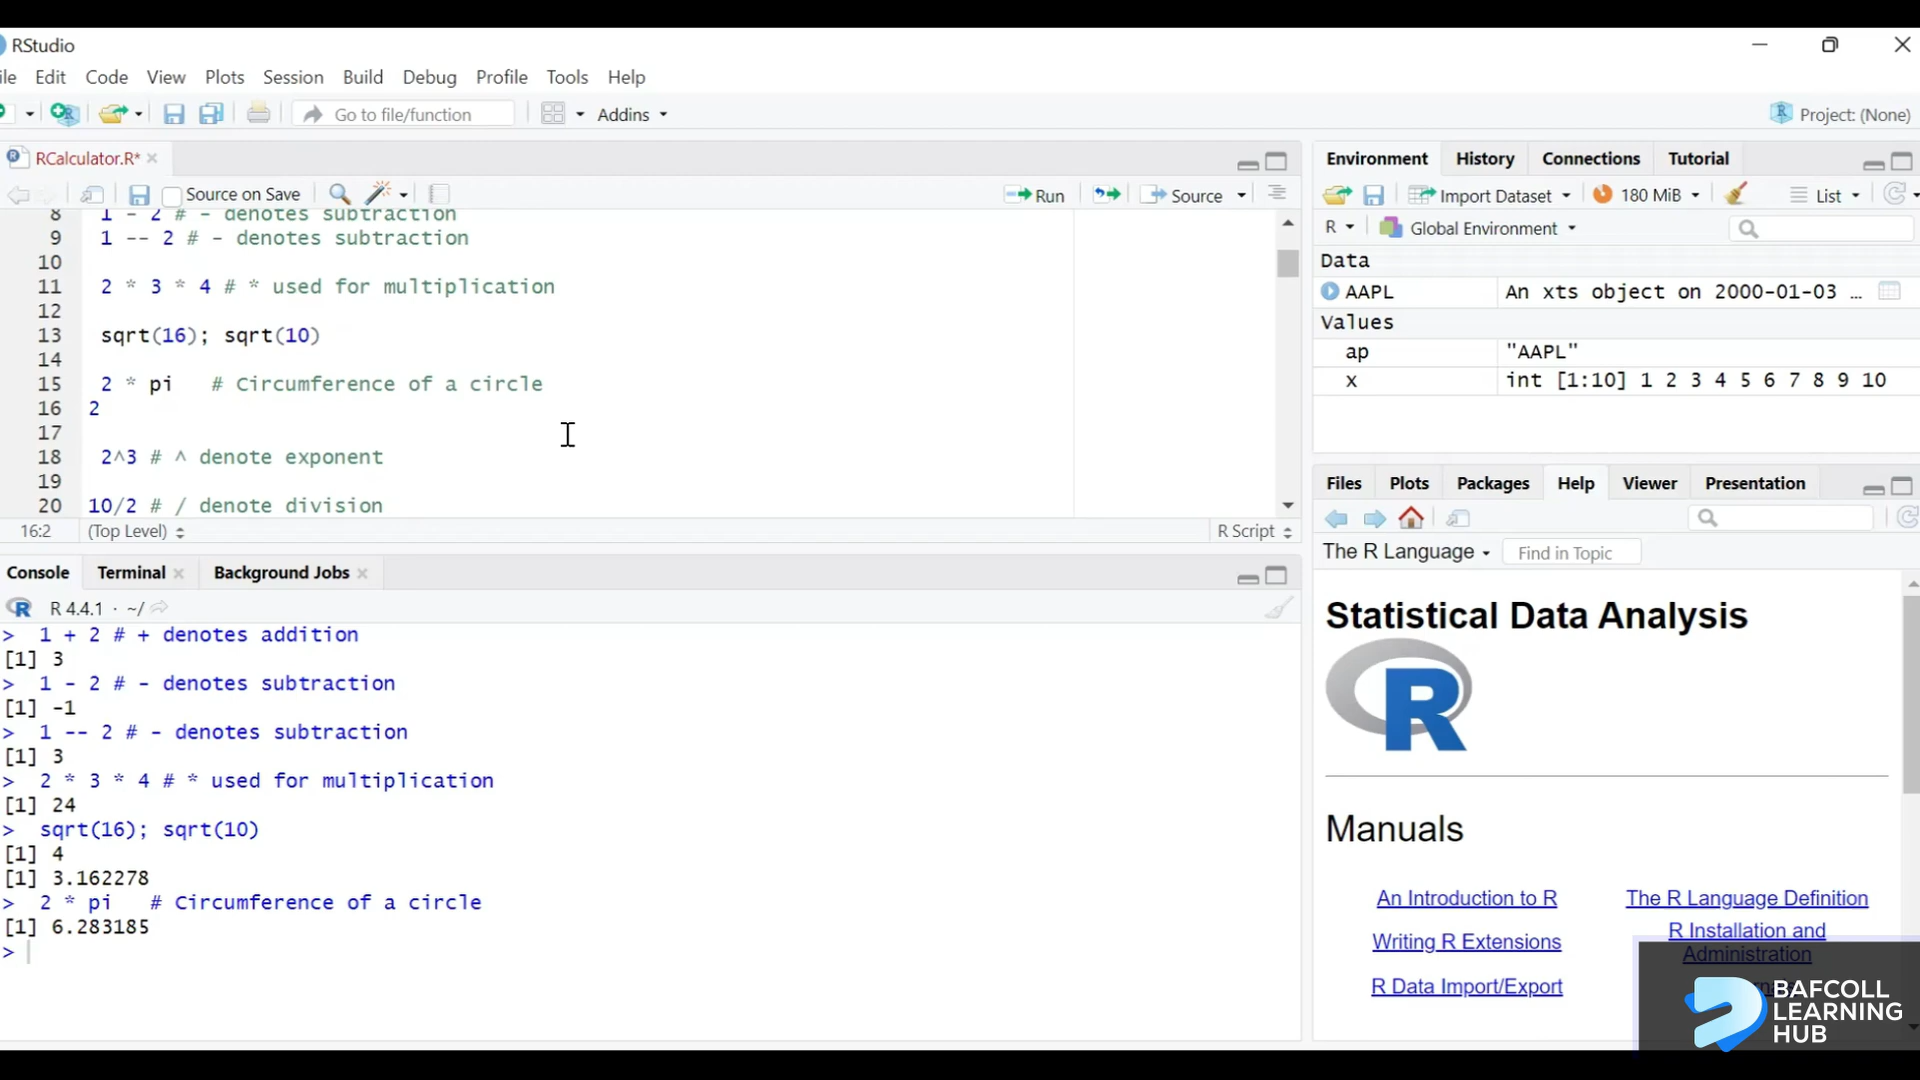 RStudio
ile Edit Code View Plots Session Build Debug Profile Tools Help
Go to file/function Addins Project: (None)
RCalculator.R*
Source on Save Run Source
8 1 - 2 # - denotes subtraction
9 1 -- 2 # - denotes subtraction
10
11 2 * 3 * 4 # * used for multiplication
12
13 sqrt(16); sqrt(10)
14
15 2 * pi # Circumference of a circle
16 2
17
18 2^3 # ^ denote exponent
19
20 10/2 # / denote division
16:2 (Top Level) R Script
Console Terminal Background Jobs
R 4.4.1 · ~/
> 1 + 2 # + denotes addition
[1] 3
> 1 - 2 # - denotes subtraction
[1] -1
> 1 -- 2 # - denotes subtraction
[1] 3
> 2 * 3 * 4 # * used for multiplication
[1] 24
> sqrt(16); sqrt(10)
[1] 4
[1] 3.162278
> 2 * pi # Circumference of a circle
[1] 6.283185
>
Environment History Connections Tutorial
Import Dataset 180 MiB List
R Global Environment
Data
AAPL An xts object on 2000-01-03 …
Values
ap "AAPL"
x int [1:10] 1 2 3 4 5 6 7 8 9 10
Files Plots Packages Help Viewer Presentation
The R Language Find in Topic
Statistical Data Analysis
R
Manuals
An Introduction to R The R Language Definition
Writing R Extensions R Installation and
Administration
R Data Import/Export
BAFCOLL
LEARNING
HUB